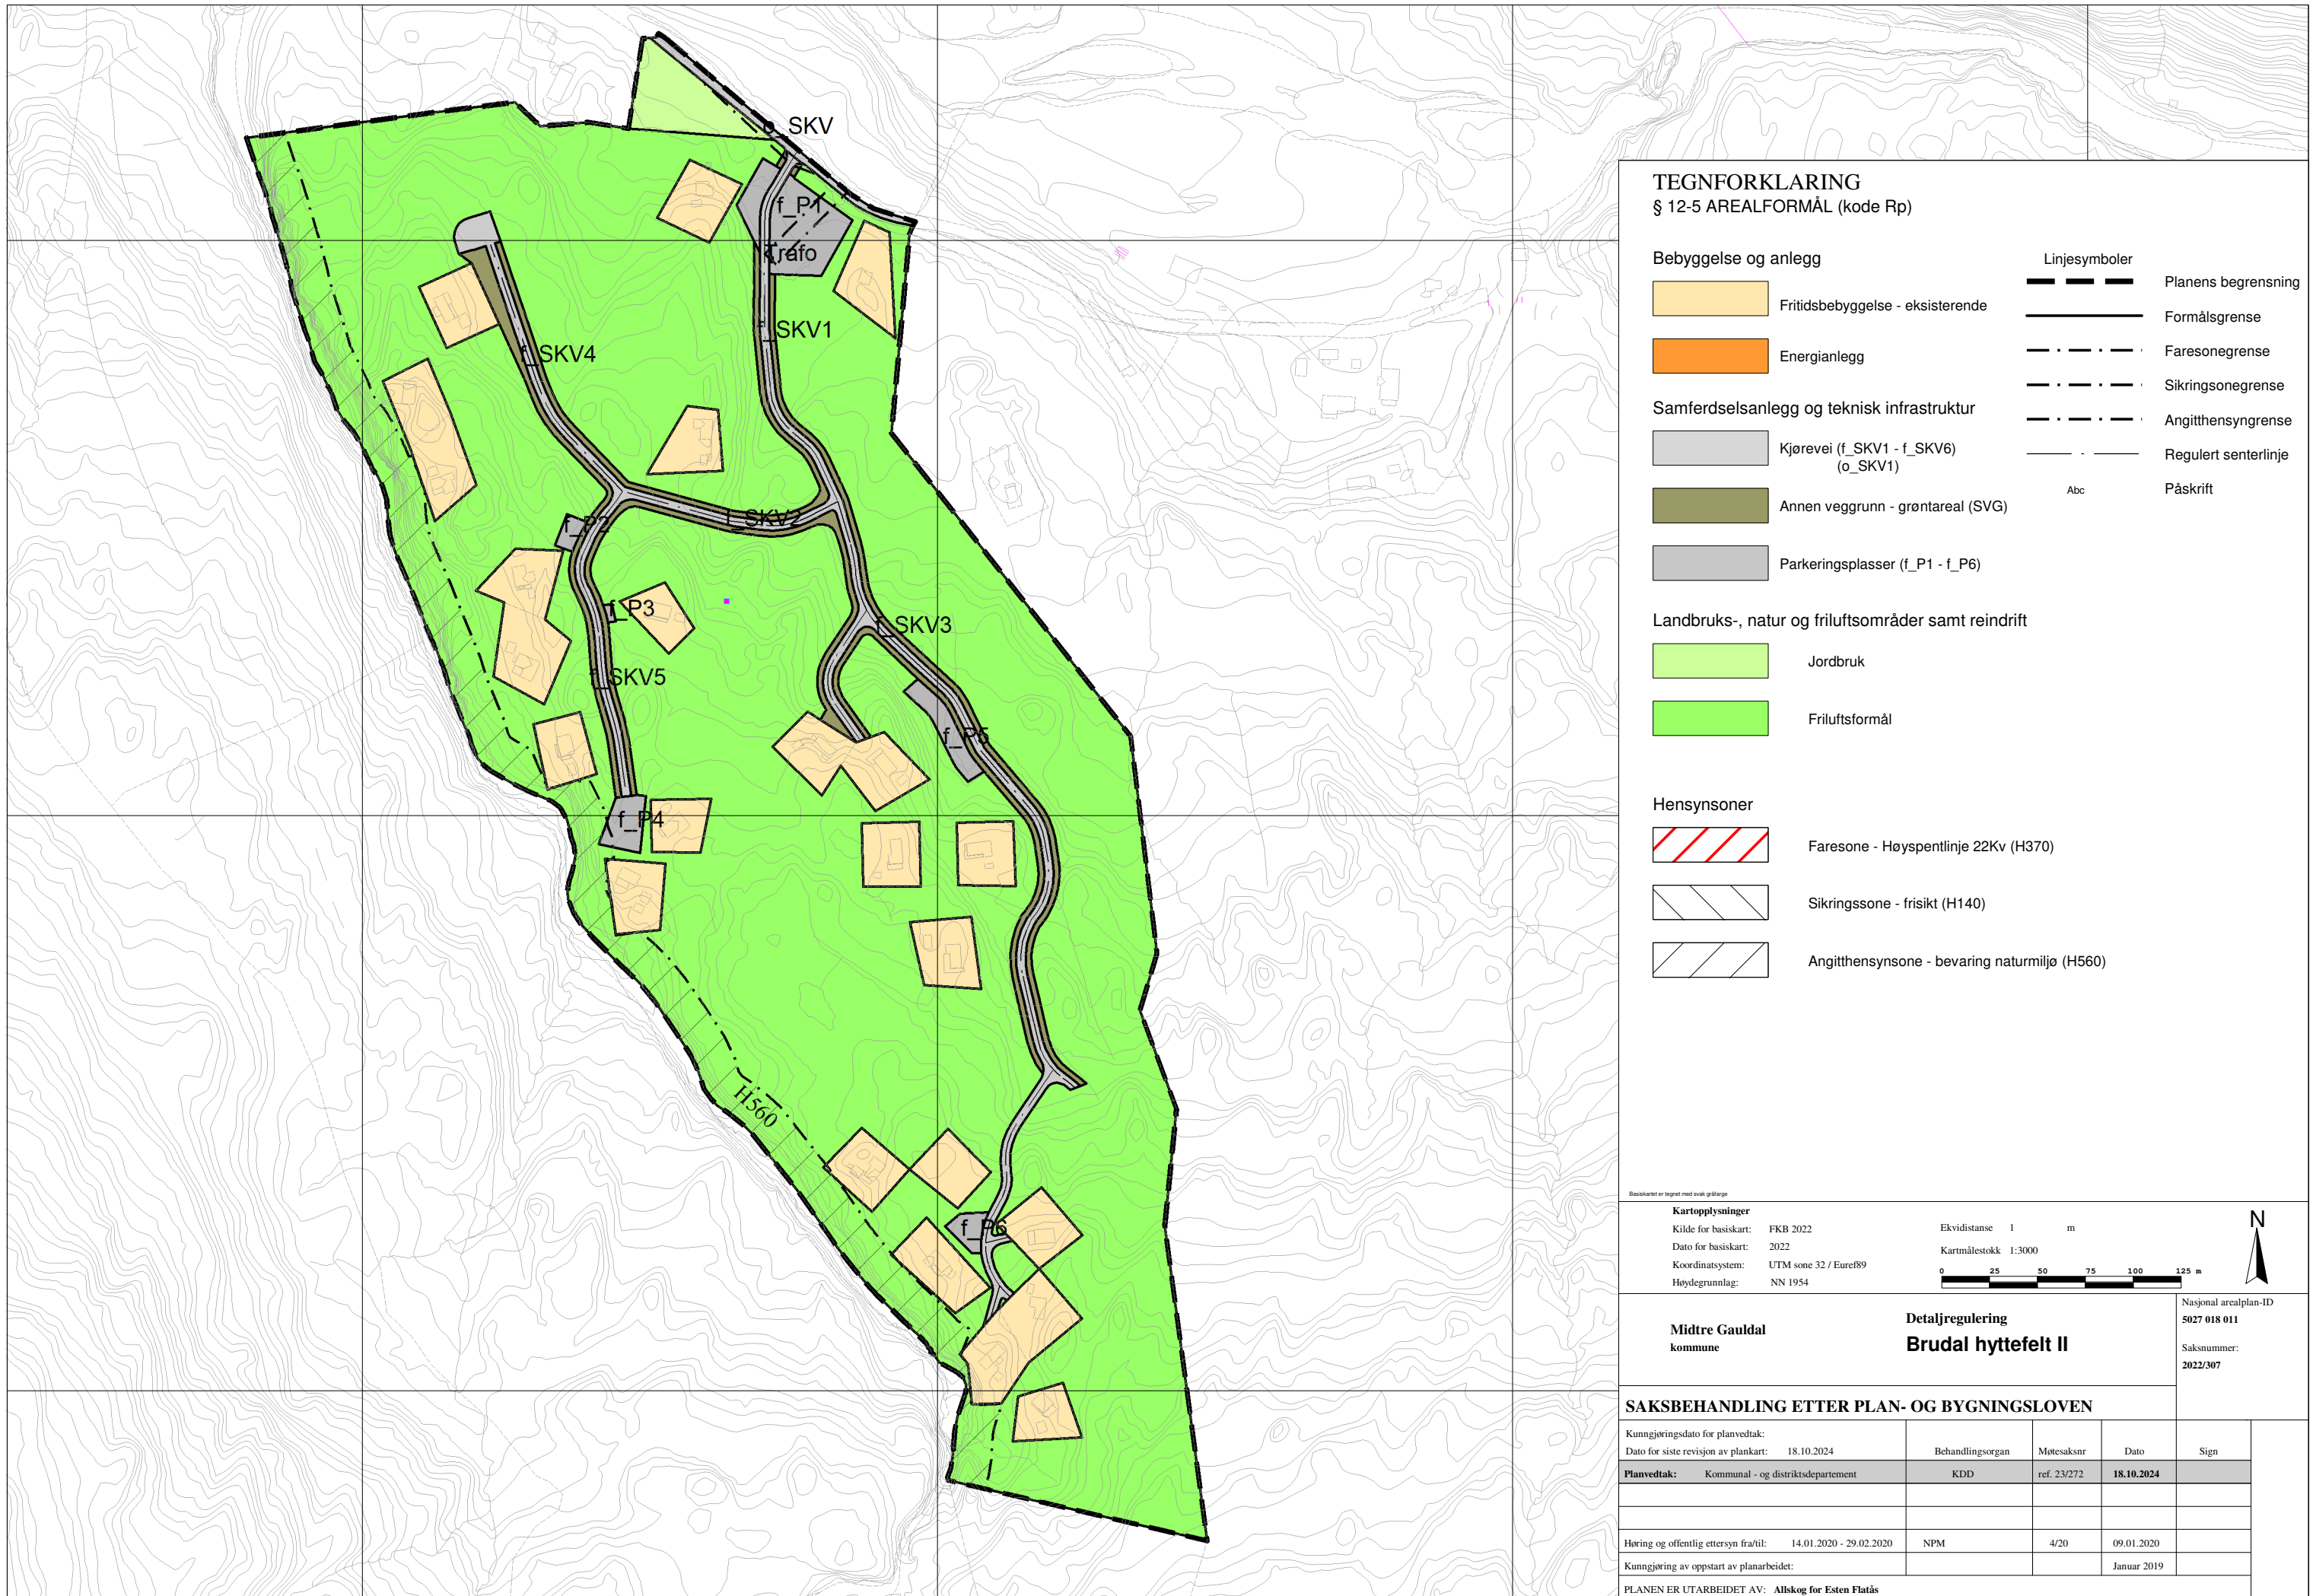 o_SKV
f_P1
Trafo
f_SKV1
f_SKV4
f_SKV2
f_P2
f_P3
f_SKV3
f_SKV5
f_P5
f_P4
H560
f_P6
TEGNFORKLARING
§ 12-5 AREALFORMÅL (kode Rp)
Bebyggelse og anlegg
Fritidsbebyggelse - eksisterende
Energianlegg
Samferdselsanlegg og teknisk infrastruktur
Kjørevei (f_SKV1 - f_SKV6)
(o_SKV1)
Annen veggrunn - grøntareal (SVG)
Parkeringsplasser (f_P1 - f_P6)
Landbruks-, natur og friluftsområder samt reindrift
Jordbruk
Friluftsformål
Hensynsoner
Faresone - Høyspentlinje 22Kv (H370)
Sikringssone - frisikt (H140)
Angitthensynsone - bevaring naturmiljø (H560)
Linjesymboler
Planens begrensning
Formålsgrense
Faresonegrense
Sikringsonegrense
Angitthensyngrense
Regulert senterlinje
Abc Påskrift
Basiskartet er tegnet med svak gråfarge
Kartopplysninger
Kilde for basiskart: FKB 2022
Dato for basiskart: 2022
Koordinatsystem: UTM sone 32 / Euref89
Høydegrunnlag: NN 1954
Ekvidistanse 1 m
Kartmålestokk 1:3000
0 25 50 75 100 125 m
N
Midtre Gauldal
kommune
Detaljregulering
Brudal hyttefelt II
Nasjonal arealplan-ID
5027 018 011
Saksnummer:
2022/307
SAKSBEHANDLING ETTER PLAN- OG BYGNINGSLOVEN
Kunngjøringsdato for planvedtak:
Dato for siste revisjon av plankart: 18.10.2024 Behandlingsorgan Møtesaksnr Dato Sign
Planvedtak: Kommunal - og distriktsdepartement KDD ref. 23/272 18.10.2024
Høring og offentlig ettersyn fra/til: 14.01.2020 - 29.02.2020 NPM 4/20 09.01.2020
Kunngjøring av oppstart av planarbeidet: Januar 2019
PLANEN ER UTARBEIDET AV: Allskog for Esten Flatås